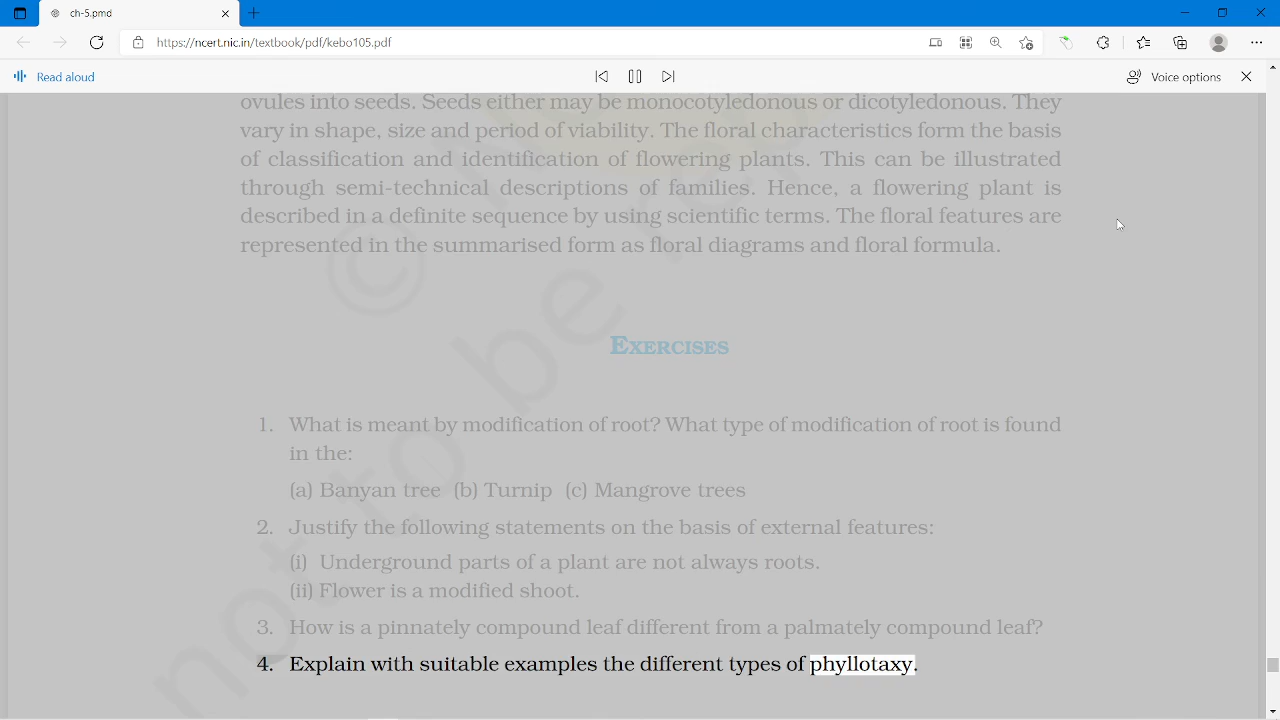 ch-5.pmd
https://ncert.nic.in/textbook/pdf/kebo105.pdf
Read aloud
Voice options
ovules into seeds. Seeds either may be monocotyledonous or dicotyledonous. They
vary in shape, size and period of viability. The floral characteristics form the basis
of classification and identification of flowering plants. This can be illustrated
through semi-technical descriptions of families. Hence, a flowering plant is
described in a definite sequence by using scientific terms. The floral features are
represented in the summarised form as floral diagrams and floral formula.
EXERCISES
1. What is meant by modification of root? What type of modification of root is found
in the:
(a) Banyan tree (b) Turnip (c) Mangrove trees
2. Justify the following statements on the basis of external features:
(i) Underground parts of a plant are not always roots.
(ii) Flower is a modified shoot.
3. How is a pinnately compound leaf different from a palmately compound leaf?
4. Explain with suitable examples the different types of phyllotaxy.
© N
not to be rep